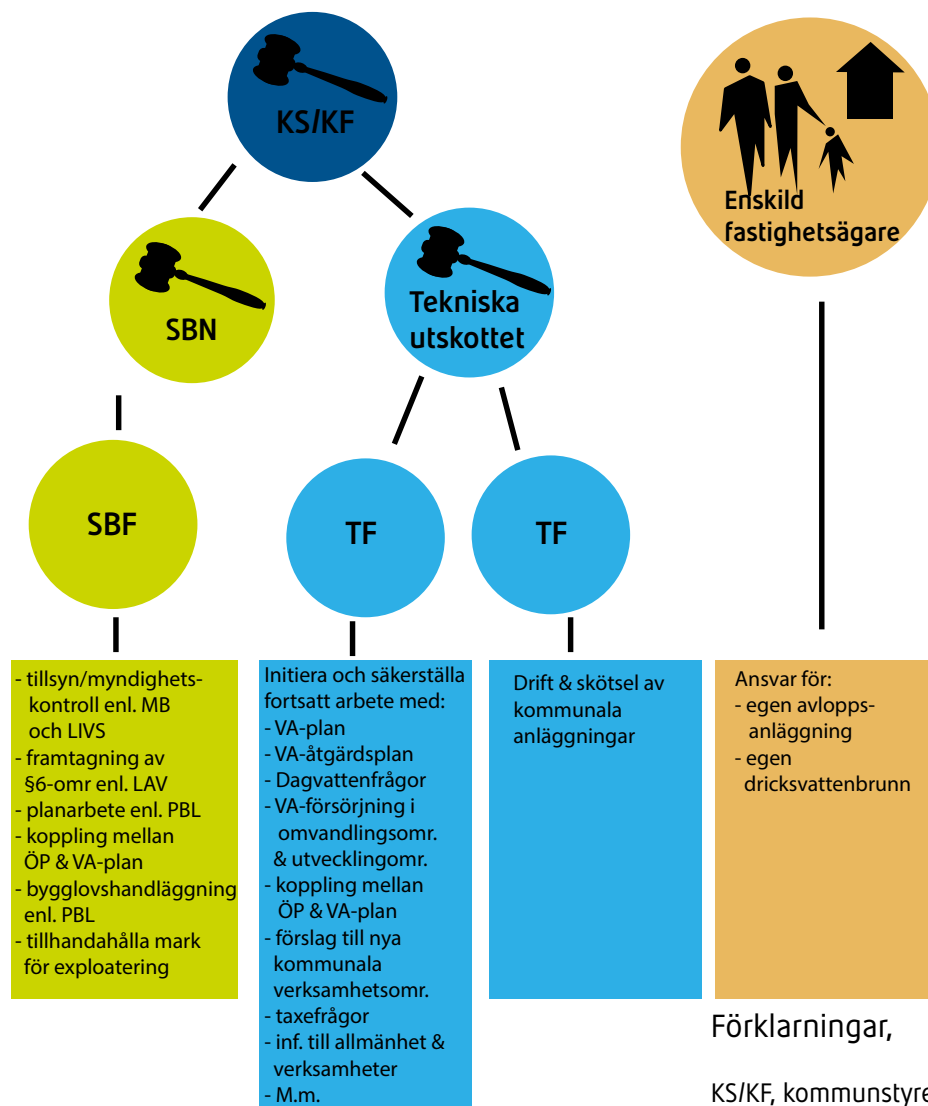 KS/KF
Enskild
fastighetsägare
SBN
Tekniska
utskottet
SBF
TF
TF
- tillsyn/myndighets-
kontroll enl. MB
och LIVS
- framtagning av
§6-omr enl. LAV
- planarbete enl. PBL
- koppling mellan
ÖP & VA-plan
- bygglovshandläggning
enl. PBL
- tillhandahålla mark
för exploatering
Initiera och säkerställa
fortsatt arbete med:
- VA-plan
- VA-åtgärdsplan
- Dagvattenfrågor
- VA-försörjning i
omvandlingsomr.
& utvecklingomr.
- koppling mellan
ÖP & VA-plan
- förslag till nya
kommunala
verksamhetsomr.
- taxefrågor
- inf. till allmänhet &
verksamheter
- M.m.
Drift & skötsel av
kommunala
anläggningar
Ansvar för:
- egen avlopps-
anläggning
- egen
dricksvattenbrunn
Förklarningar,
KS/KF, kommunstyre